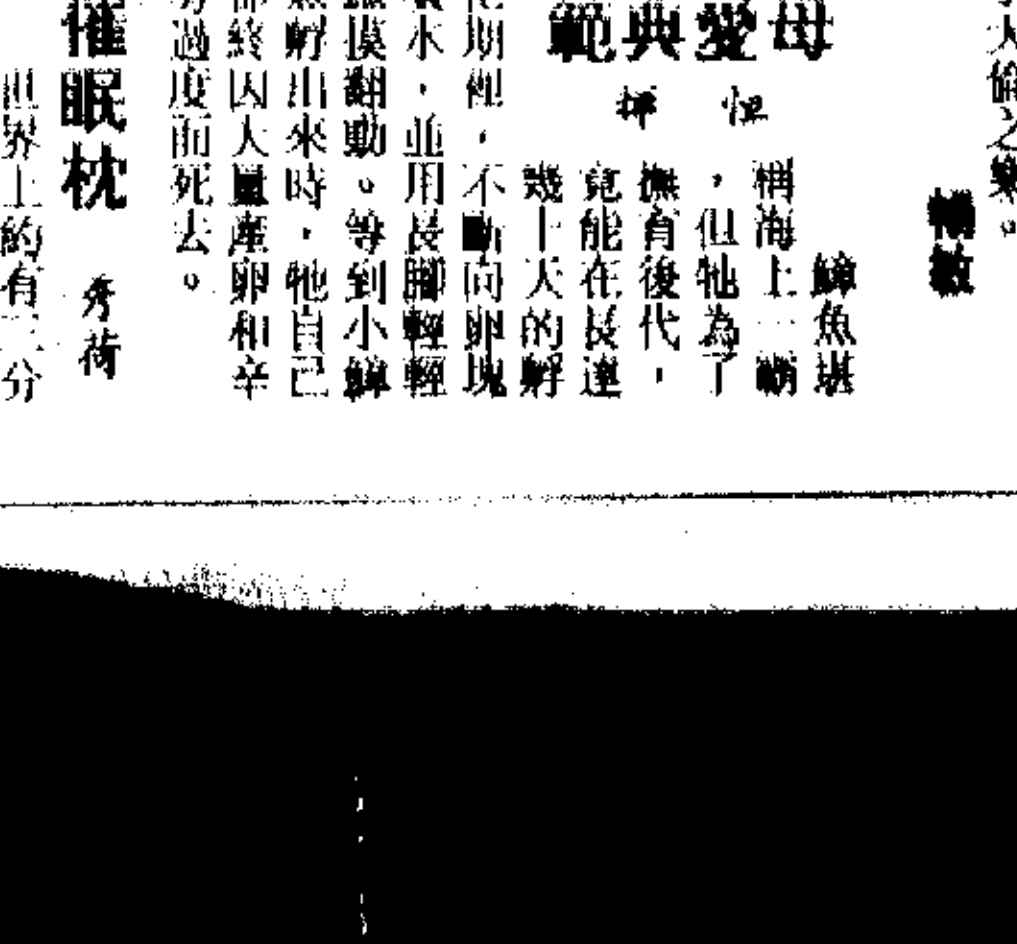 大倫之樂。
母愛典範
鱆魚堪
稱海上一霸
，但牠為了
撫育後代，
竟能在長達
幾十天的孵
期裡，不斷向卵塊
水，並用長腳輕輕
摸翻動。等到小鱆
孵出來時，牠自己
終因大量產卵和辛
過度而死去。
催眠枕
秀荷
世界上約有三分